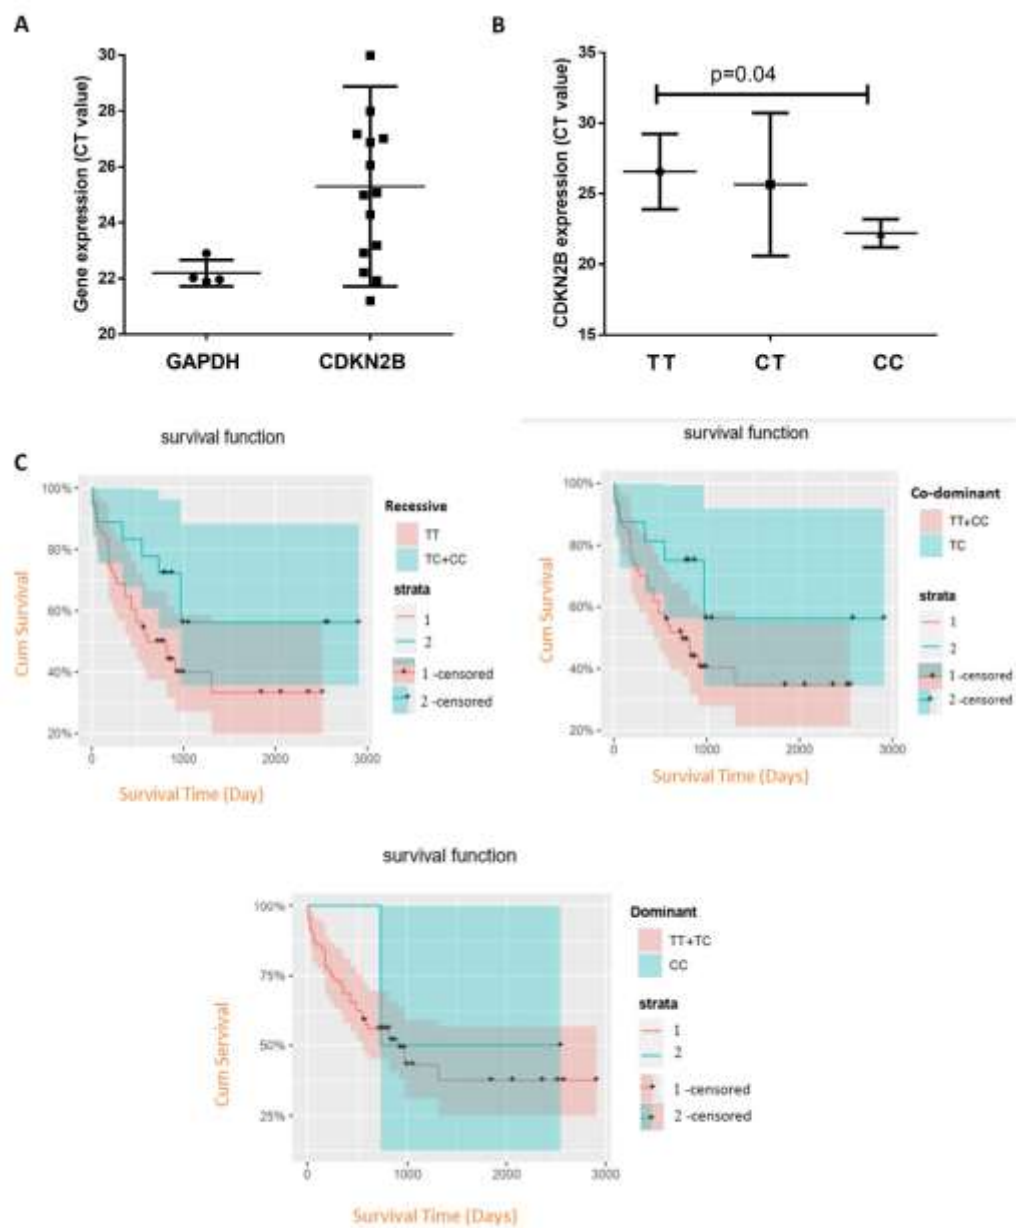 A
Gene expression (CT value)
30
28
26
24
22
20
GAPDH
CDKN2B
B
CDKN2B expression (CT value)
35
30
25
20
15
p=0.04
TT
CT
CC
C
survival function
Cum Survival
100%
80%
60%
40%
20%
0
1000
2000
3000
Survival Time (Day)
Recessive
TT
TC+CC
strata
1
2
1 -censored
2 -censored
survival function
Cum Survival
100%
80%
60%
40%
20%
0
1000
2000
3000
Survival Time (Days)
Co-dominant
TT+CC
TC
strata
1
2
1 -censored
2 -censored
survival function
Cum Servival
100%
75%
50%
25%
0
1000
2000
3000
Survival Time (Days)
Dominant
TT+TC
CC
strata
1
2
1 -censored
2 -censored